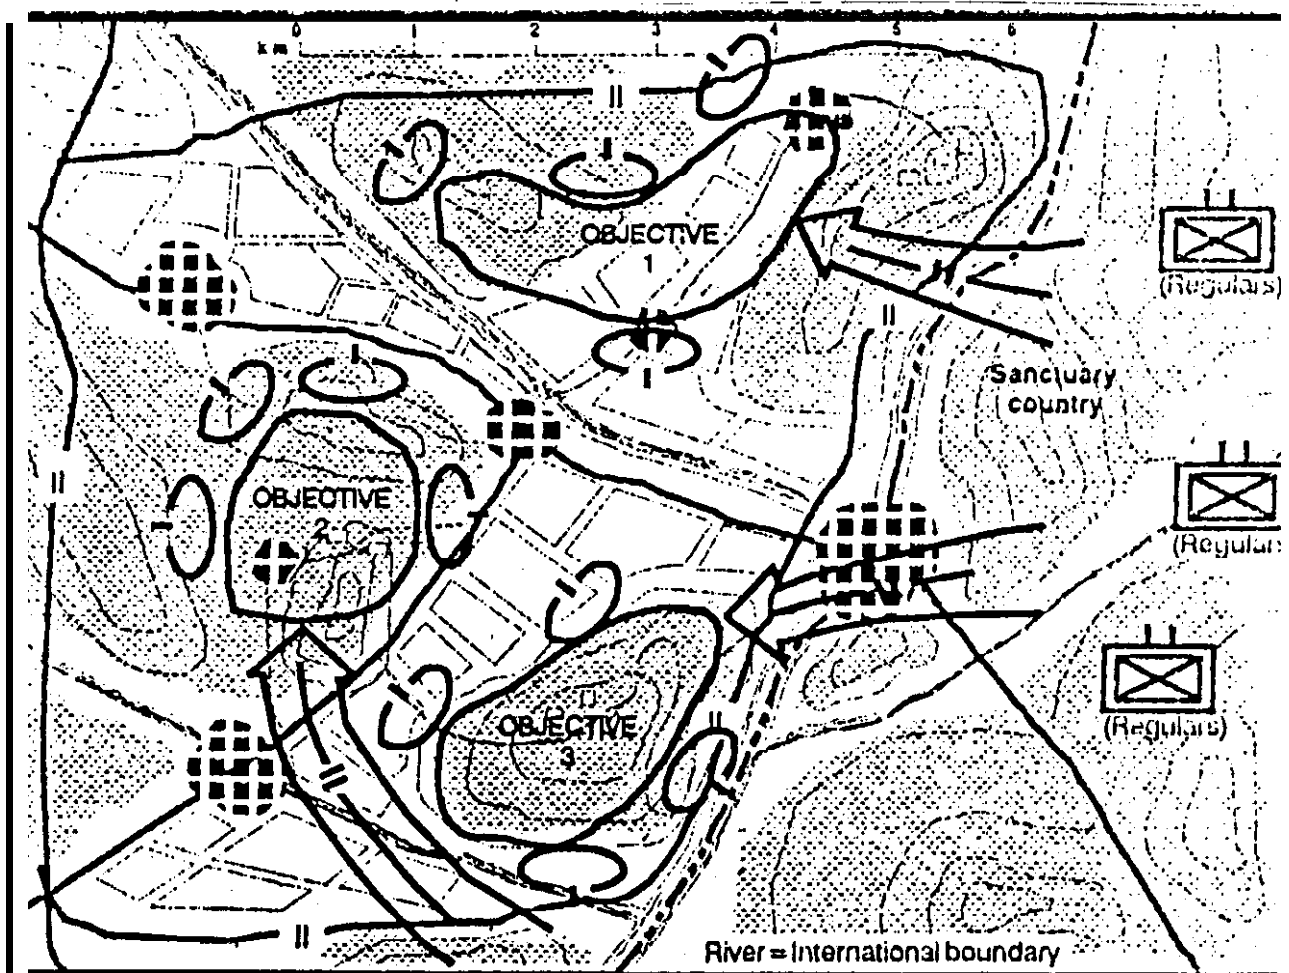 0 1 2 3 4 5 6
km
OBJECTIVE
1
(Regulars)
Sanctuary
country
OBJECTIVE
2
(Regulars
OBJECTIVE
3
(Regulars)
River = International boundary